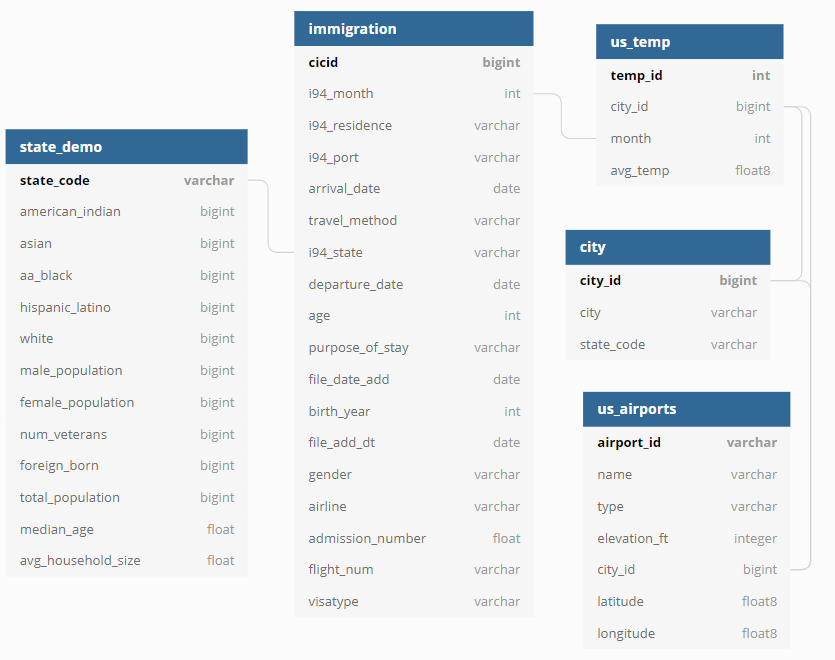 state_demo
state_code varchar
american_indian bigint
asian bigint
aa_black bigint
hispanic_latino bigint
white bigint
male_population bigint
female_population bigint
num_veterans bigint
foreign_born bigint
total_population bigint
median_age float
avg_household_size float
immigration
cicid bigint
i94_month int
i94_residence varchar
i94_port varchar
arrival_date date
travel_method varchar
i94_state varchar
departure_date date
age int
purpose_of_stay varchar
file_date_add date
birth_year int
file_add_dt date
gender varchar
airline varchar
admission_number float
flight_num varchar
visatype varchar
us_temp
temp_id int
city_id bigint
month int
avg_temp float8
city
city_id bigint
city varchar
state_code varchar
us_airports
airport_id varchar
name varchar
type varchar
elevation_ft integer
city_id bigint
latitude float8
longitude float8